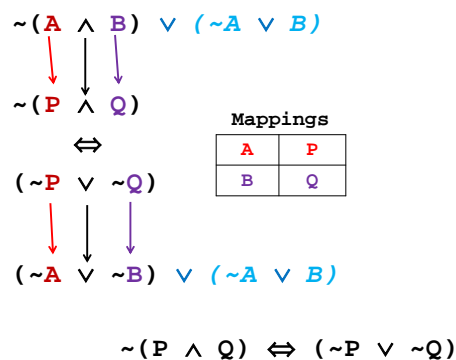 ~(A ∧ B) ∨ (~A ∨ B)
~(P ∧ Q)
⇔
Mappings
A P
B Q
(~P ∨ ~Q)
(~A ∨ ~B) ∨ (~A ∨ B)
~(P ∧ Q) ⇔ (~P ∨ ~Q)